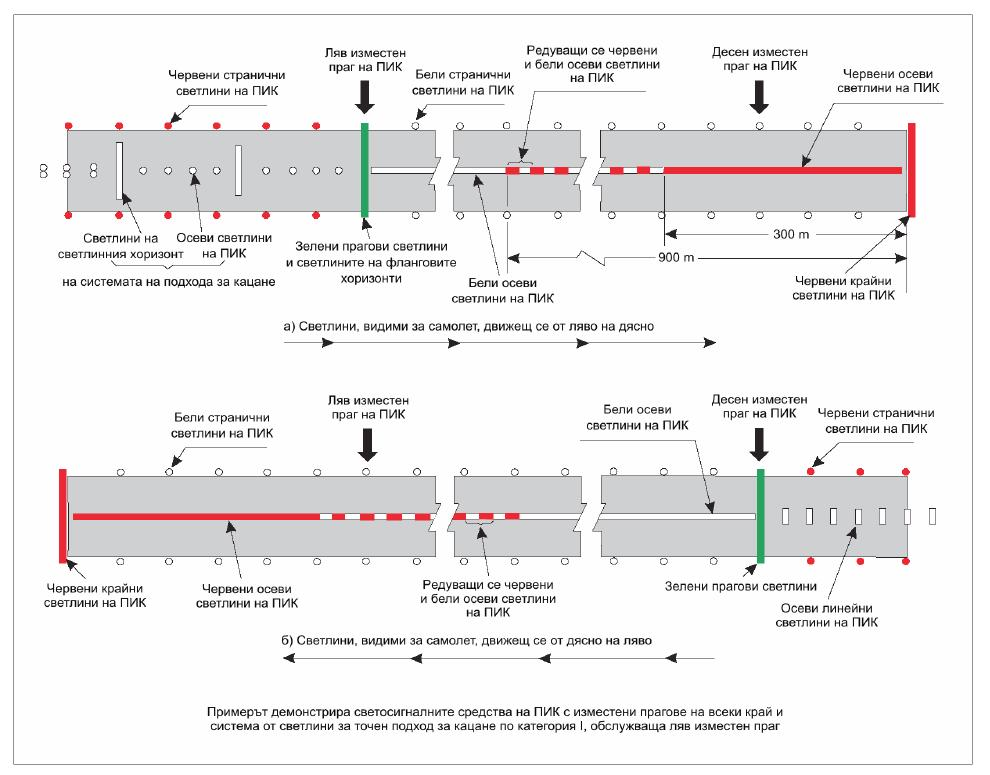 Ляв изместен
праг на ПИК
Редуващи се червени
и бели осеви светлини
на ПИК
Десен изместен
праг на ПИК
Червени странични
светлини на ПИК
Бели странични
светлини на ПИК
Червени осеви
светлини на ПИК
Светлини на
светлинния хоризонт
Осеви светлини
на ПИК
на системата на подхода за кацане
Зелени прагови светлини
и светлините на фланговите
хоризонти
Бели осеви
светлини на ПИК
300 m
900 m
Червени крайни
светлини на ПИК
а) Светлини, видими за самолет, движещ се от ляво на дясно
Бели странични
светлини на ПИК
Ляв изместен
праг на ПИК
Бели осеви
светлини на ПИК
Десен изместен
праг на ПИК
Червени странични
светлини на ПИК
Червени крайни
светлини на ПИК
Червени осеви
светлини на ПИК
Редуващи се червени
и бели осеви светлини
на ПИК
Зелени прагови светлини
Осеви линейни
светлини на ПИК
б) Светлини, видими за самолет, движещ се от дясно на ляво
Примерът демонстрира светосигналните средства на ПИК с изместени прагове на всеки край и
система от светлини за точен подход за кацане по категория I, обслужваща ляв изместен праг